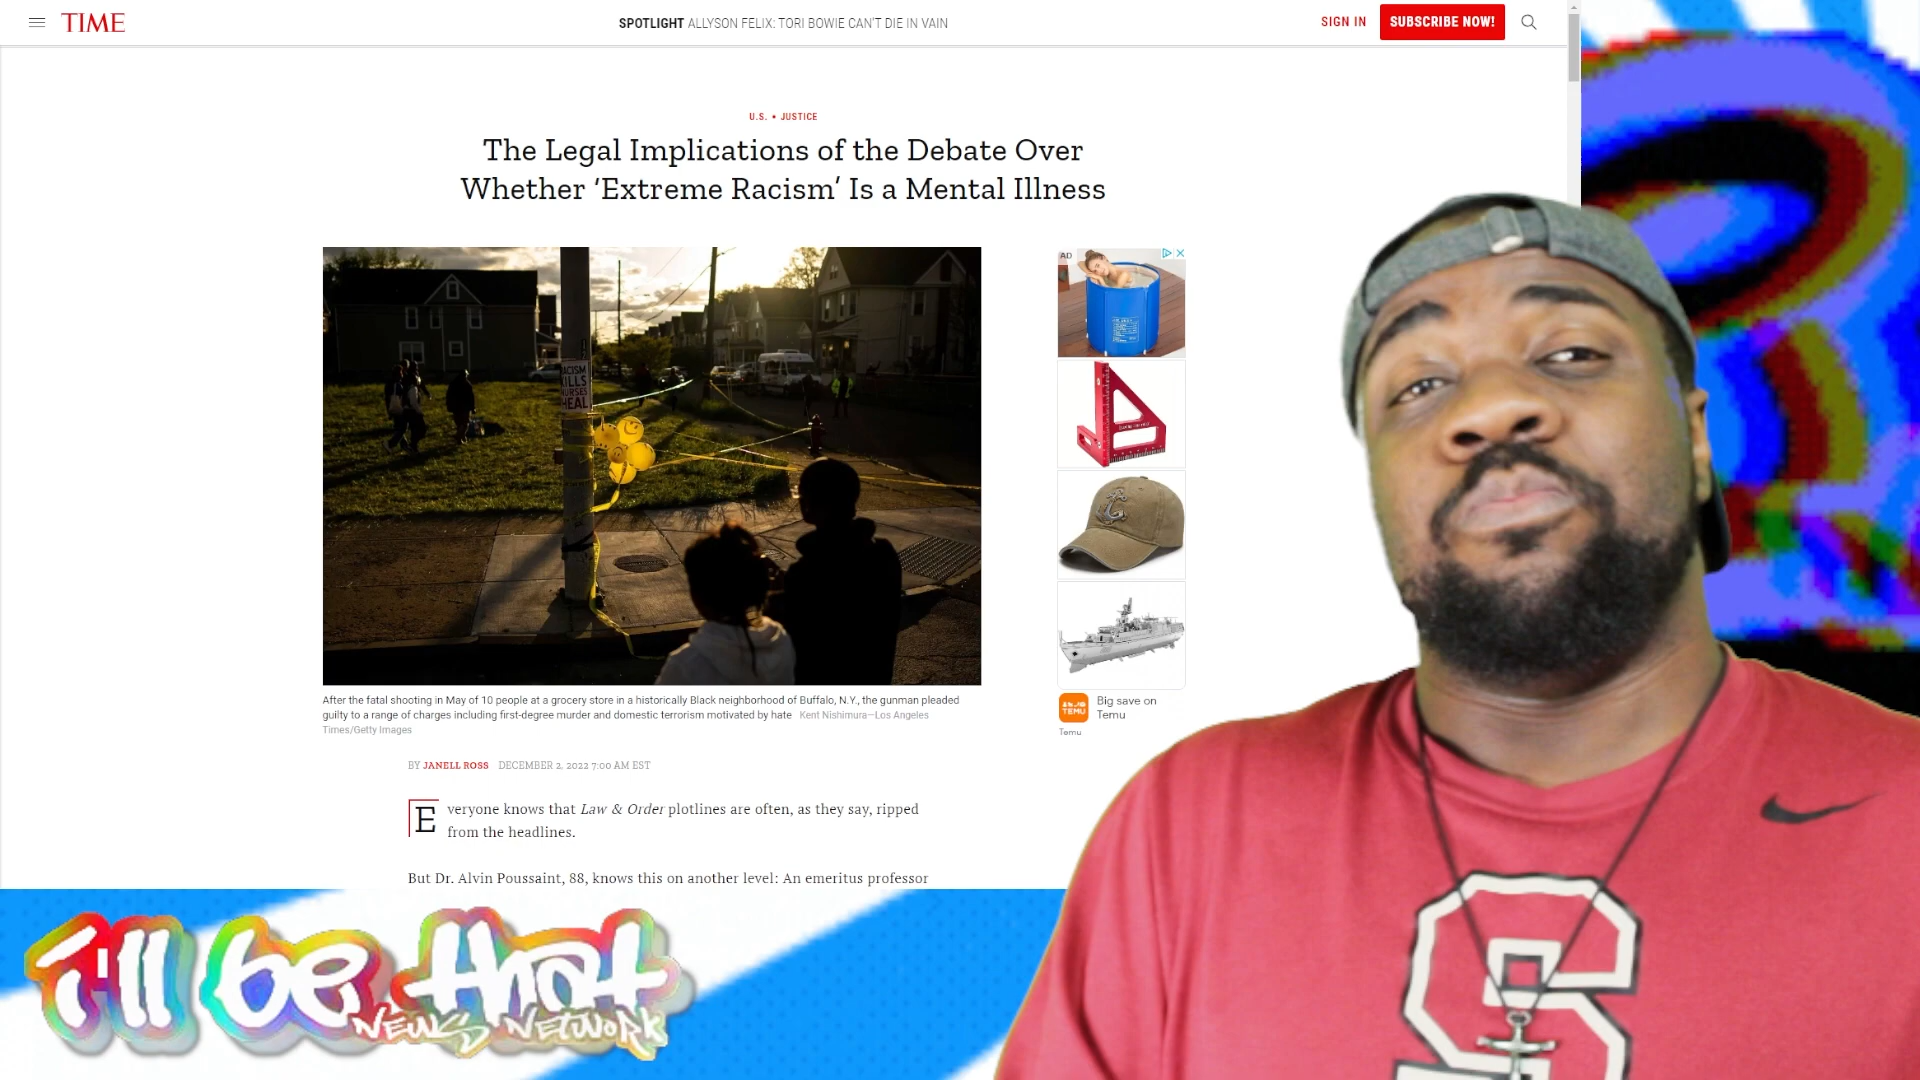 TIME
SPOTLIGHT ALLYSON FELIX: TORI BOWIE CAN'T DIE IN VAIN
SIGN IN
SUBSCRIBE NOW!
U.S. • JUSTICE
The Legal Implications of the Debate Over
Whether ‘Extreme Racism’ Is a Mental Illness
RACISM
KILLS
NURSES
HEAL
AD
After the fatal shooting in May of 10 people at a grocery store in a historically Black neighborhood of Buffalo, N.Y., the gunman pleaded
guilty to a range of charges including first-degree murder and domestic terrorism motivated by hate Kent Nishimura—Los Angeles
Times/Getty Images
TEMU
Big save on
Temu
Temu
BY JANELL ROSS DECEMBER 2, 2022 7:00 AM EST
Everyone knows that Law & Order plotlines are often, as they say, ripped
from the headlines.
But Dr. Alvin Poussaint, 88, knows this on another level: An emeritus professor
i'll be that
NEWS NETWORK
S